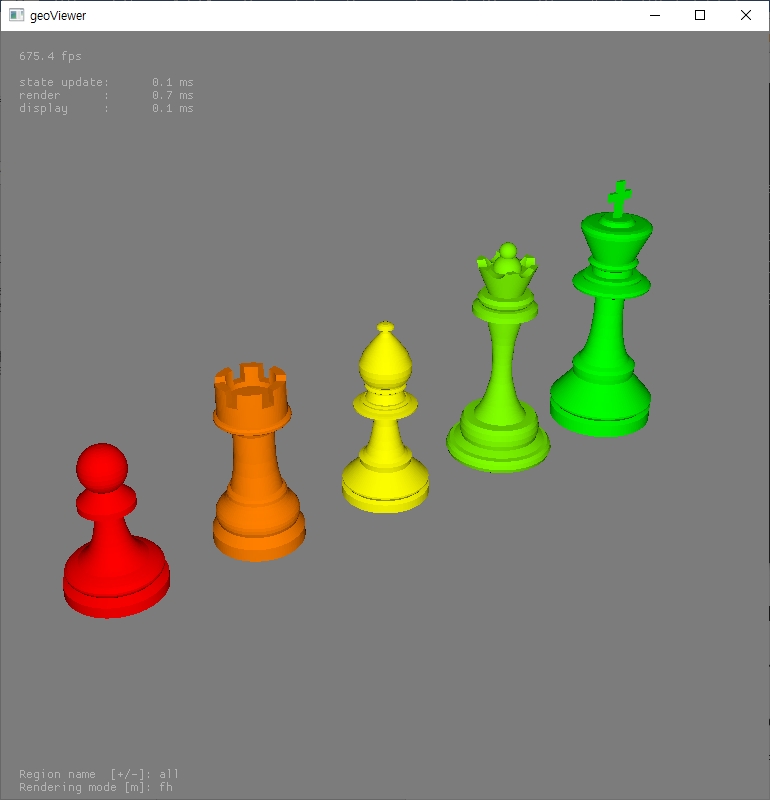 geoViewer
675.4 fps
state update: 0.1 ms
render : 0.7 ms
display : 0.1 ms
Region name [+/-]: all
Rendering mode [m]: fh